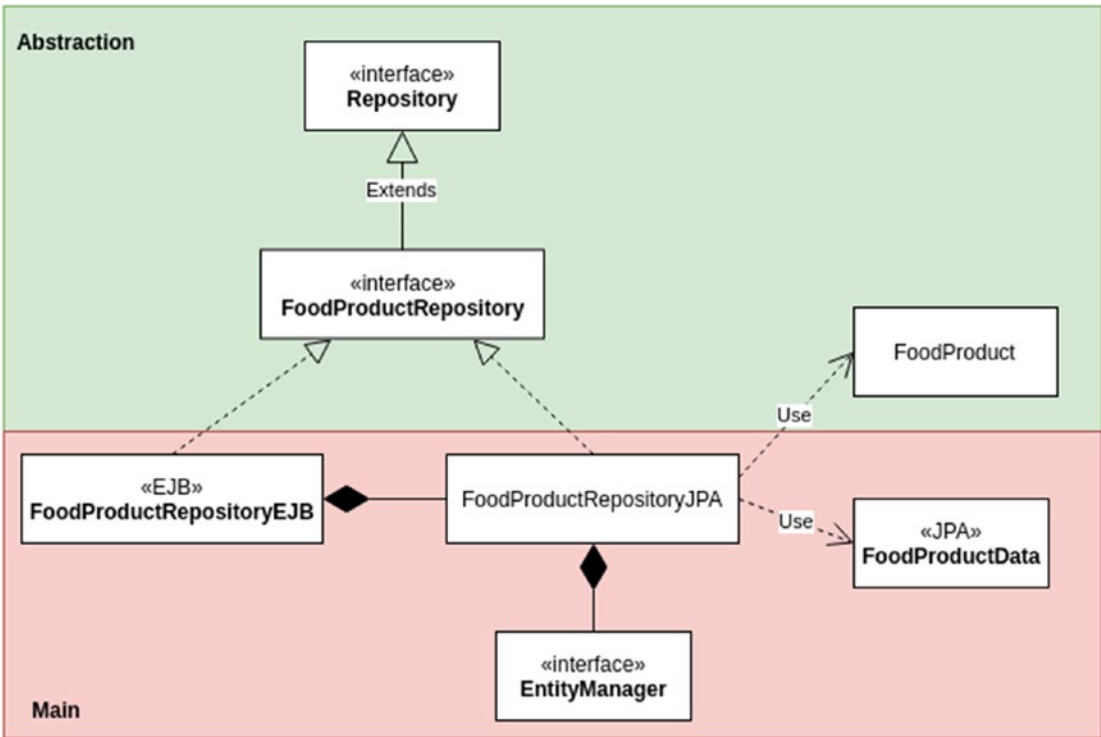 Abstraction
«interface»
Repository
Extends
«interface»
FoodProductRepository
FoodProduct
Use
«EJB»
FoodProductRepositoryEJB
FoodProductRepositoryJPA
Use
«JPA»
FoodProductData
«interface»
EntityManager
Main